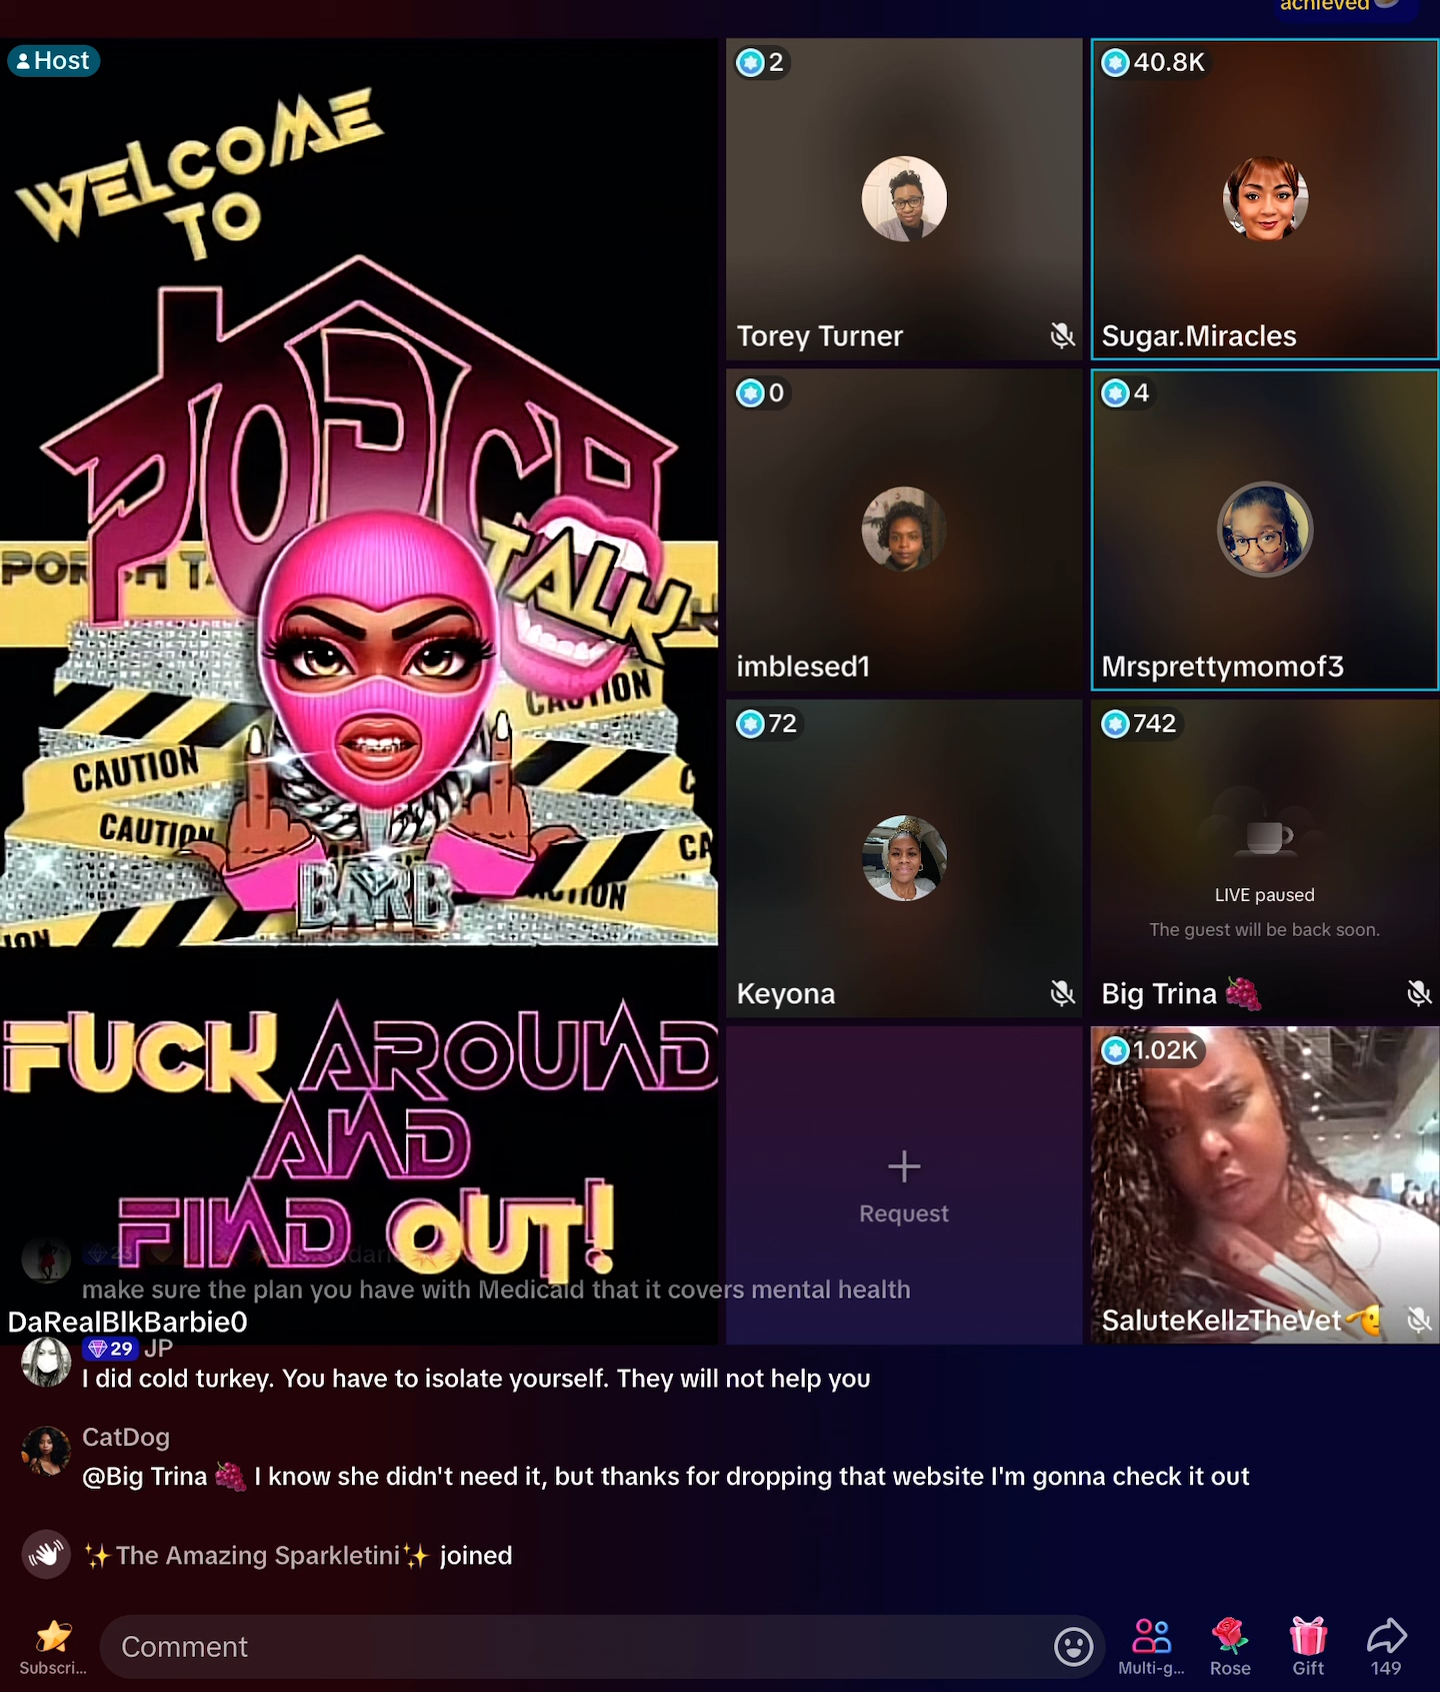 achieved
Host
WELCOME
TO
PORCH
TALK
CAUTION
CAUTION
CAUTION
BARB
FUCK AROUND
AND
FIND OUT!
DaRealBlkBarbie0
2
Torey Turner
40.8K
Sugar.Miracles
0
imblesed1
4
Mrsprettymomof3
72
Keyona
742
LIVE paused
The guest will be back soon.
Big Trina 🍇
+
Request
1.02K
SaluteKellzTheVet🫡
make sure the plan you have with Medicaid that it covers mental health
29 JP
I did cold turkey. You have to isolate yourself. They will not help you
CatDog
@Big Trina 🍇 I know she didn't need it, but thanks for dropping that website I'm gonna check it out
✨The Amazing Sparkletini✨ joined
Subscri...
Comment
Multi-g...
Rose
Gift
149